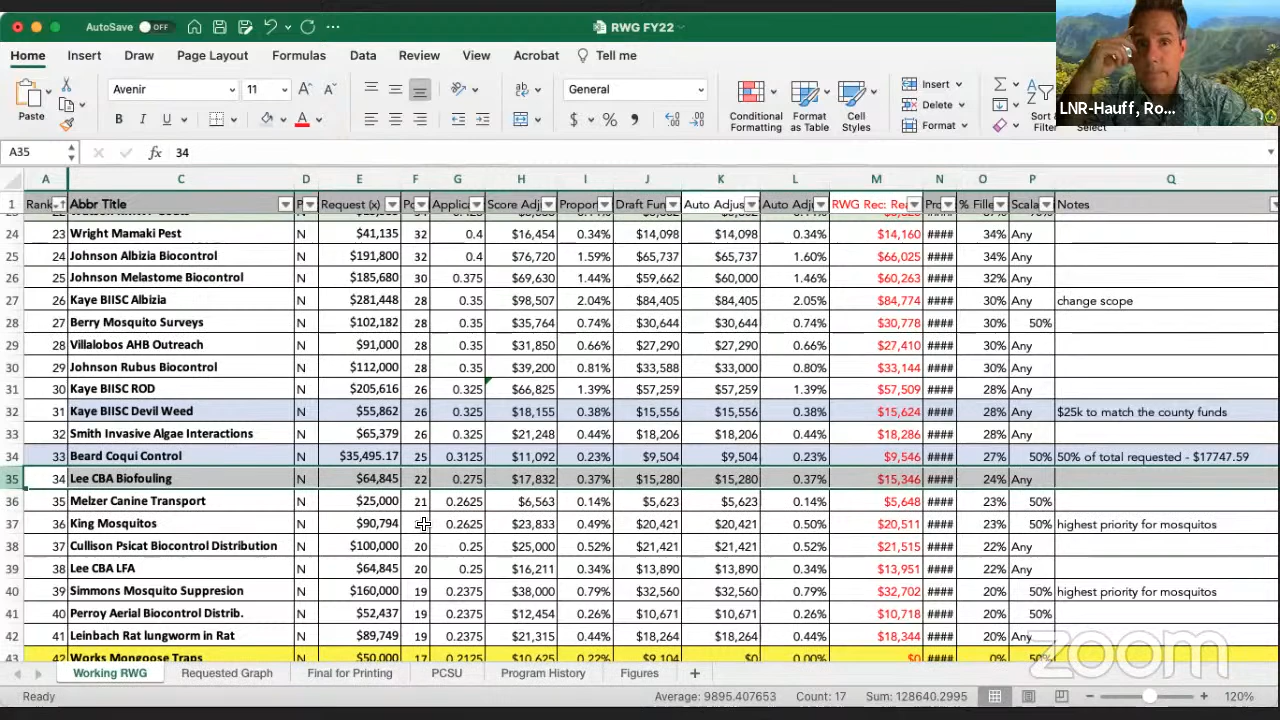 AutoSave OFF RWG FY22
Home Insert Draw Page Layout Formulas Data Review View Acrobat Tell me
Paste Avenir 11 General Conditional Formatting Format as Table Cell Styles Insert Delete Format Sort Filter Select
LNR-Hauff, Ro...
A35 fx 34
A C D E F G H I J K L M N O P Q
1 Rank Abbr Title P Request (x) Po Applica Score Adj Proport Draft Fun Auto Adjus Auto Adj RWG Rec: Rea Pro % Fille Scala Notes
24 23 Wright Mamaki Pest N $41,135 32 0.4 $16,454 0.34% $14,098 $14,098 0.34% $14,160 #### 34% Any
25 24 Johnson Albizia Biocontrol N $191,800 32 0.4 $76,720 1.59% $65,737 $65,737 1.60% $66,025 #### 34% Any
26 25 Johnson Melastome Biocontrol N $185,680 30 0.375 $69,630 1.44% $59,662 $60,000 1.46% $60,263 #### 32% Any
27 26 Kaye BIISC Albizia N $281,448 28 0.35 $98,507 2.04% $84,405 $84,405 2.05% $84,774 #### 30% Any change scope
28 27 Berry Mosquito Surveys N $102,182 28 0.35 $35,764 0.74% $30,644 $30,644 0.74% $30,778 #### 30% 50%
29 28 Villalobos AHB Outreach N $91,000 28 0.35 $31,850 0.66% $27,290 $27,290 0.66% $27,410 #### 30% Any
30 29 Johnson Rubus Biocontrol N $112,000 28 0.35 $39,200 0.81% $33,588 $33,000 0.80% $33,144 #### 30% Any
31 30 Kaye BIISC ROD N $205,616 26 0.325 $66,825 1.39% $57,259 $57,259 1.39% $57,509 #### 28% Any
32 31 Kaye BIISC Devil Weed N $55,862 26 0.325 $18,155 0.38% $15,556 $15,556 0.38% $15,624 #### 28% Any $25k to match the county funds
33 32 Smith Invasive Algae Interactions N $65,379 26 0.325 $21,248 0.44% $18,206 $18,206 0.44% $18,286 #### 28% Any
34 33 Beard Coqui Control N $35,495.17 25 0.3125 $11,092 0.23% $9,504 $9,504 0.23% $9,546 #### 27% 50% 50% of total requested - $17747.59
35 34 Lee CBA Biofouling N $64,845 22 0.275 $17,832 0.37% $15,280 $15,280 0.37% $15,346 #### 24% Any
36 35 Melzer Canine Transport N $25,000 21 0.2625 $6,563 0.14% $5,623 $5,623 0.14% $5,648 #### 23% 50%
37 36 King Mosquitos N $90,794 0.2625 $23,833 0.49% $20,421 $20,421 0.50% $20,511 #### 23% 50% highest priority for mosquitos
38 37 Cullison Psicat Biocontrol Distribution N $100,000 20 0.25 $25,000 0.52% $21,421 $21,421 0.52% $21,515 #### 22% Any
39 38 Lee CBA LFA N $64,845 20 0.25 $16,211 0.34% $13,890 $13,890 0.34% $13,951 #### 22% Any
40 39 Simmons Mosquito Suppresion N $160,000 19 0.2375 $38,000 0.79% $32,560 $32,560 0.79% $32,702 #### 20% 50% highest priority for mosquitos
41 40 Perroy Aerial Biocontrol Distrib. N $52,437 19 0.2375 $12,454 0.26% $10,671 $10,671 0.26% $10,718 #### 20% 50%
42 41 Leinbach Rat lungworm in Rat N $89,749 19 0.2375 $21,315 0.44% $18,264 $18,264 0.44% $18,344 #### 20% Any
43 42 Works Mongoose Traps N $50,000 17 0.2125 $10,625 0.22% $9,104 $0 0.00% $0 #### 0% 50%
zoom
Working RWG Requested Graph Final for Printing PCSU Program History Figures +
Ready Average: 9895.407653 Count: 17 Sum: 128640.2995 120%